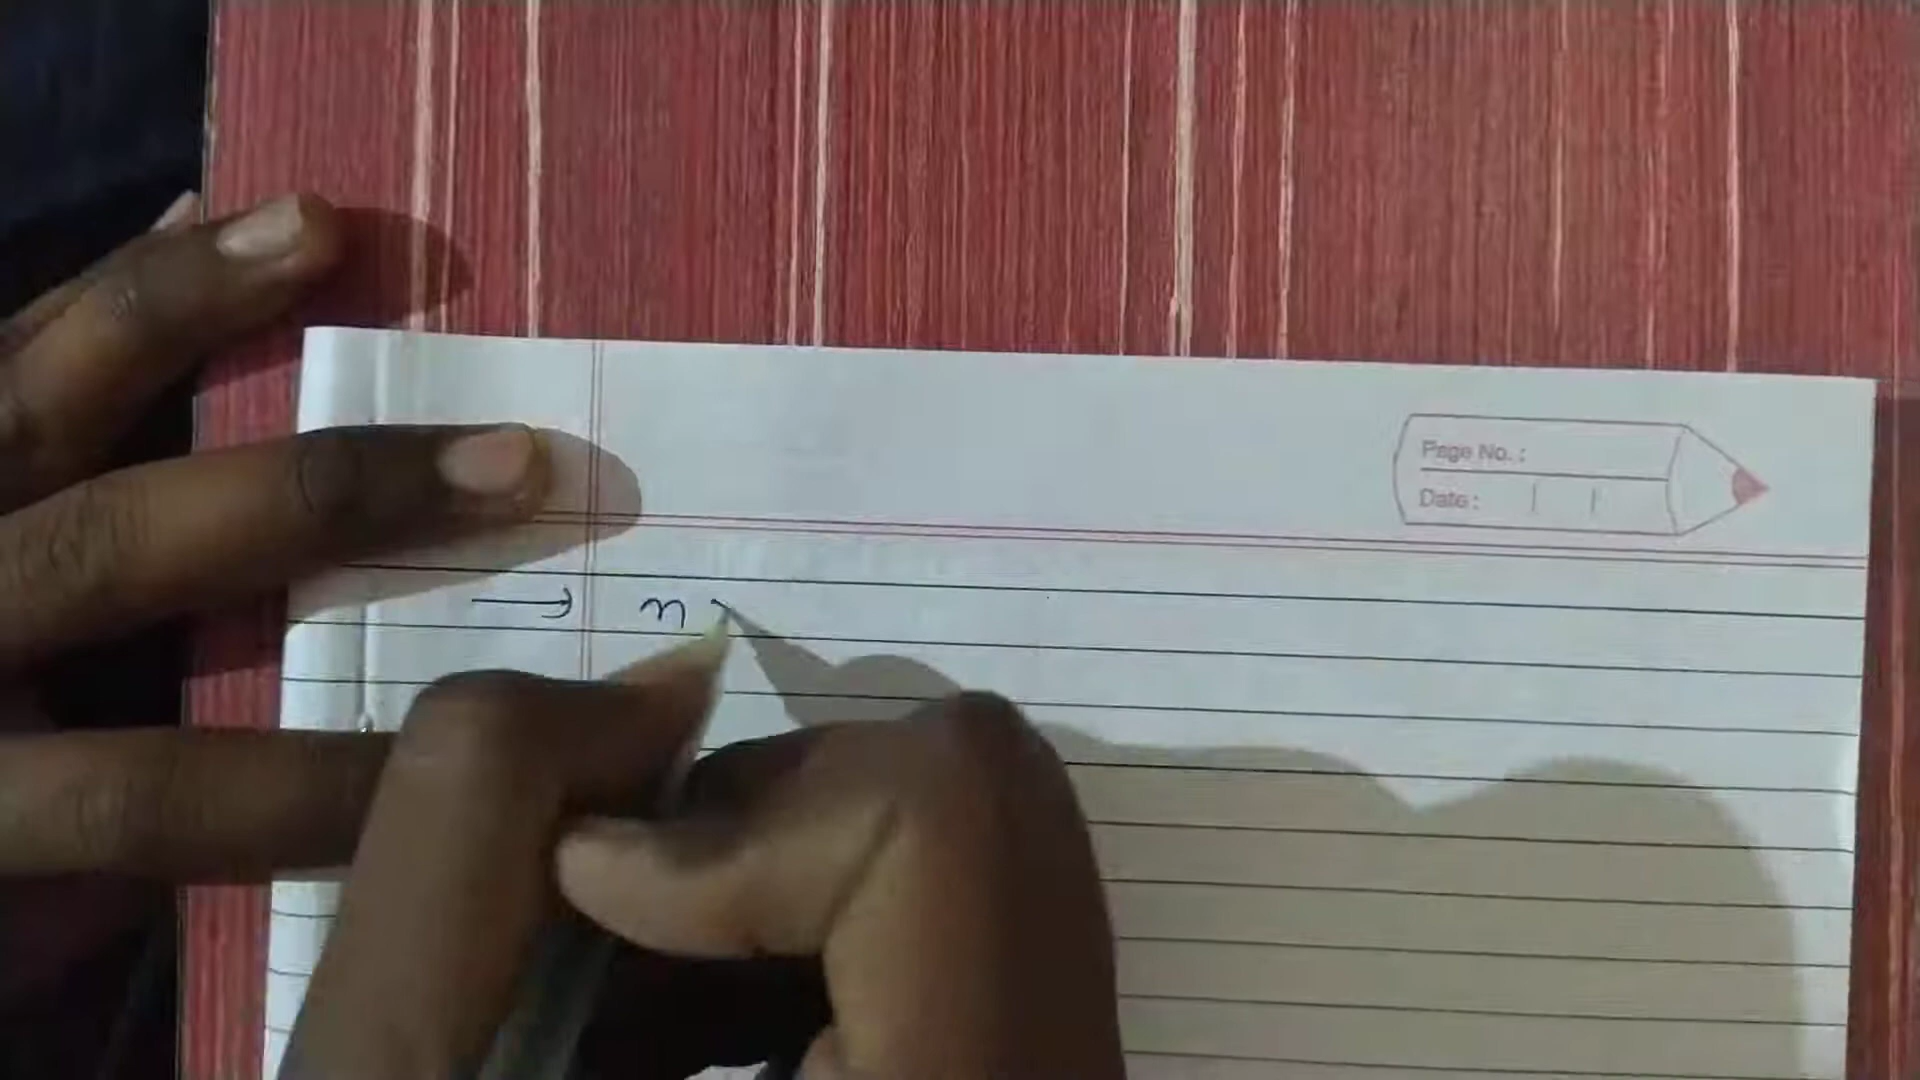 Page No. :
Date :
→ n